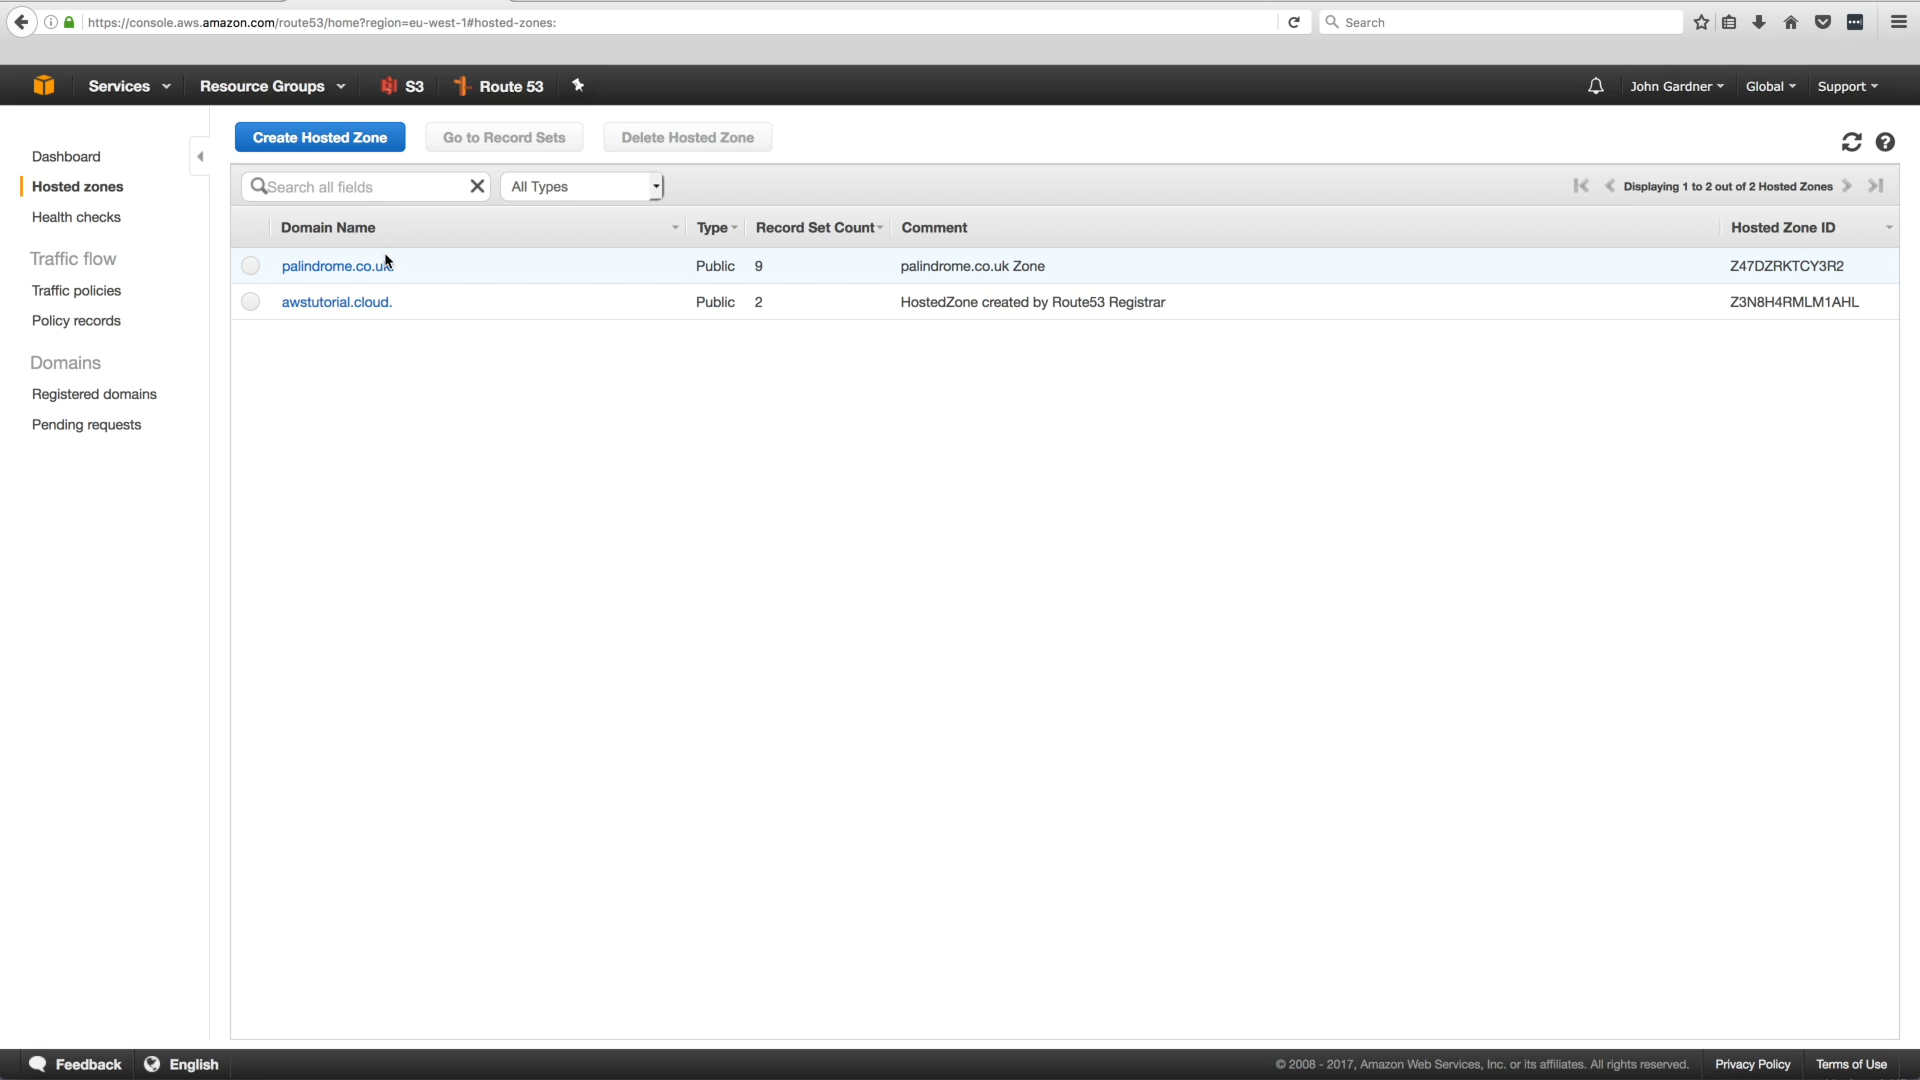 https://console.aws.amazon.com/route53/home?region=eu-west-1#hosted-zones:
Search
Services
Resource Groups
S3
Route 53
John Gardner
Global
Support
Create Hosted Zone
Go to Record Sets
Delete Hosted Zone
Dashboard
Hosted zones
Health checks
Traffic flow
Traffic policies
Policy records
Domains
Registered domains
Pending requests
Search all fields
All Types
Displaying 1 to 2 out of 2 Hosted Zones
Domain Name Type Record Set Count Comment Hosted Zone ID
palindrome.co.uk. Public 9 palindrome.co.uk Zone Z47DZRKTCY3R2
awstutorial.cloud. Public 2 HostedZone created by Route53 Registrar Z3N8H4RMLM1AHL
Feedback
English
© 2008 - 2017, Amazon Web Services, Inc. or its affiliates. All rights reserved.
Privacy Policy
Terms of Use